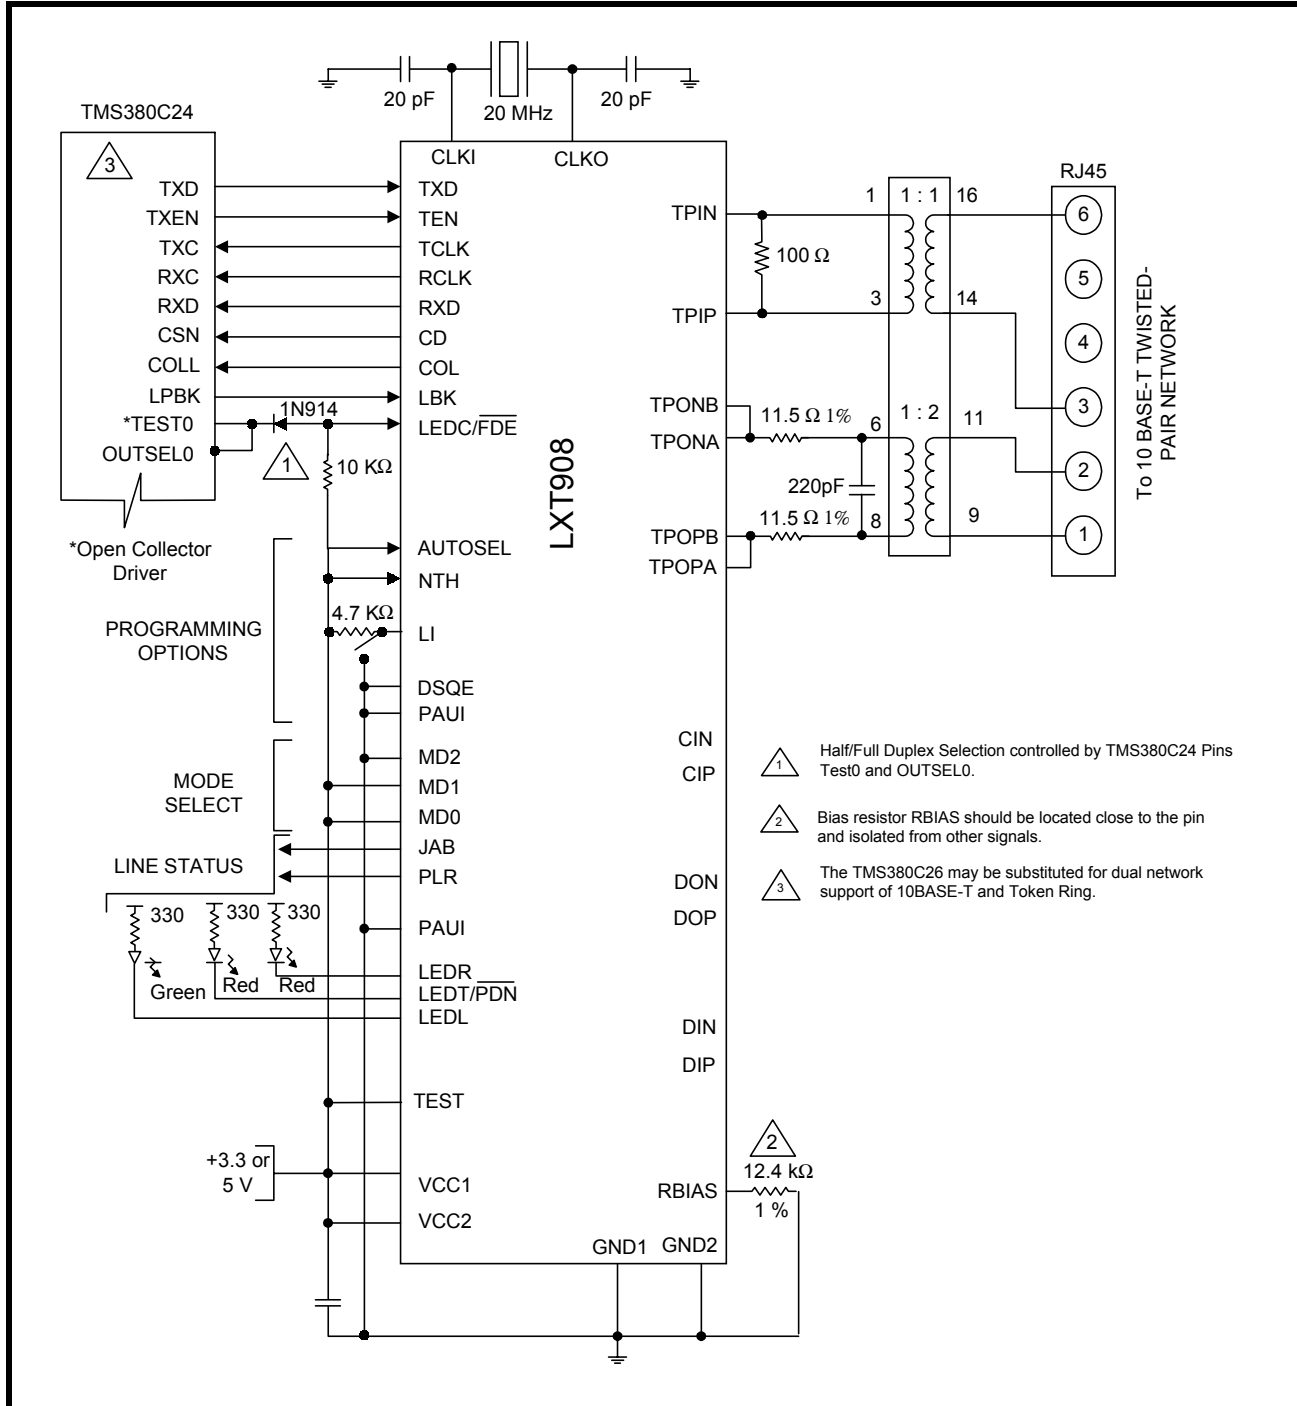 20 pF
20 MHz
20 pF
TMS380C24
3
TXD
TXEN
TXC
RXC
RXD
CSN
COLL
LPBK
*TEST0
OUTSEL0
*Open Collector
Driver
1N914
1
10 KΩ
CLKI
CLKO
TXD
TEN
TCLK
RCLK
RXD
CD
COL
LBK
LEDC/FDE
AUTOSEL
NTH
4.7 KΩ
LI
DSQE
PAUI
MD2
MD1
MD0
JAB
PLR
PAUI
LEDR
LEDT/PDN
LEDL
TEST
VCC1
VCC2
PROGRAMMING
OPTIONS
MODE
SELECT
LINE STATUS
330
330
330
Green
Red
Red
+3.3 or
5 V
LXT908
TPIN
TPIP
TPONB
TPONA
TPOPB
TPOPA
CIN
CIP
DON
DOP
DIN
DIP
RBIAS
GND1
GND2
100 Ω
11.5 Ω 1%
220pF
11.5 Ω 1%
1
1 : 1
16
3
14
6
1 : 2
11
8
9
RJ45
6
5
4
3
2
1
To 10 BASE-T TWISTED-
PAIR NETWORK
1
Half/Full Duplex Selection controlled by TMS380C24 Pins
Test0 and OUTSEL0.
2
Bias resistor RBIAS should be located close to the pin
and isolated from other signals.
3
The TMS380C26 may be substituted for dual network
support of 10BASE-T and Token Ring.
2
12.4 kΩ
1 %